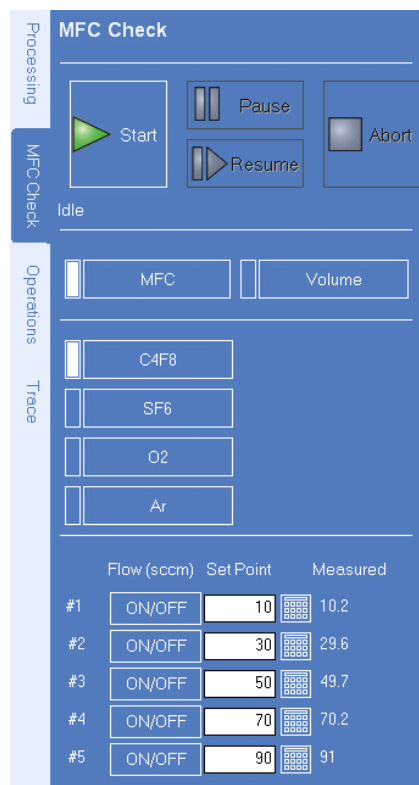 Processing
MFC Check
Operations
Trace
MFC Check
Start
Pause
Resume
Abort
Idle
MFC Volume
C4F8
SF6
O2
Ar
Flow (sccm) Set Point Measured
#1 ON/OFF 10 10.2
#2 ON/OFF 30 29.6
#3 ON/OFF 50 49.7
#4 ON/OFF 70 70.2
#5 ON/OFF 90 91